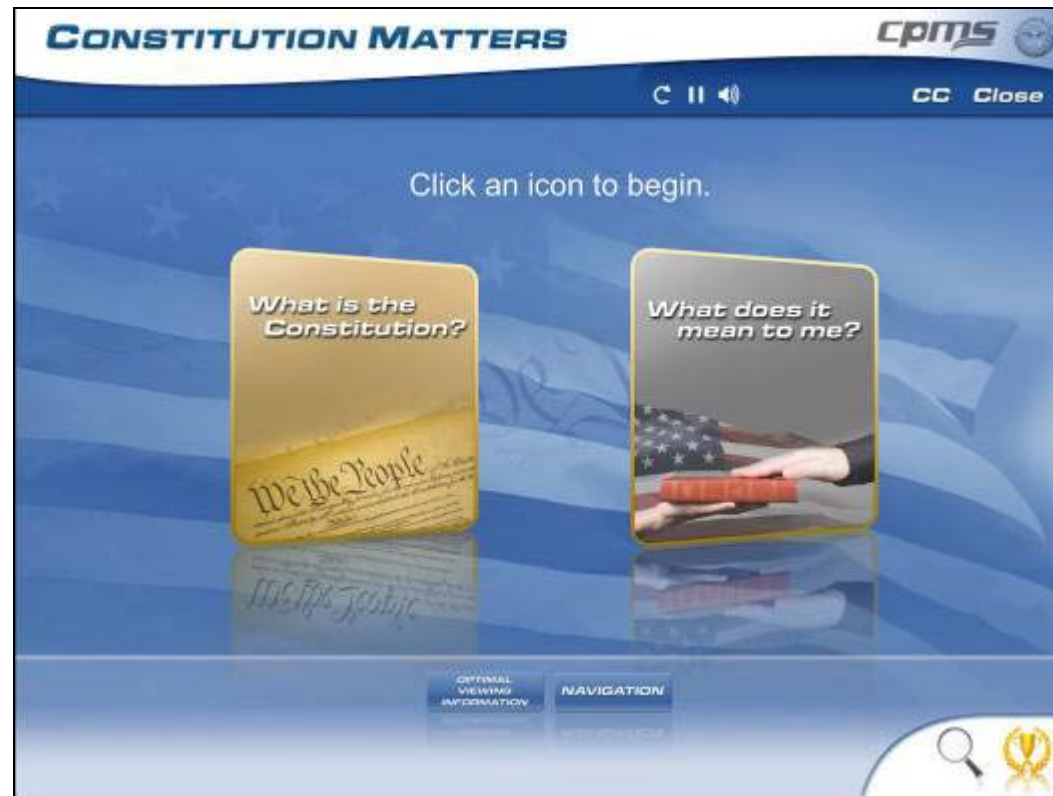 CONSTITUTION MATTERS
cpms
CC Close
Click an icon to begin.
What is the
Constitution?
We the People
What does it
mean to me?
OPTIMAL
VIEWING
INFORMATION
NAVIGATION